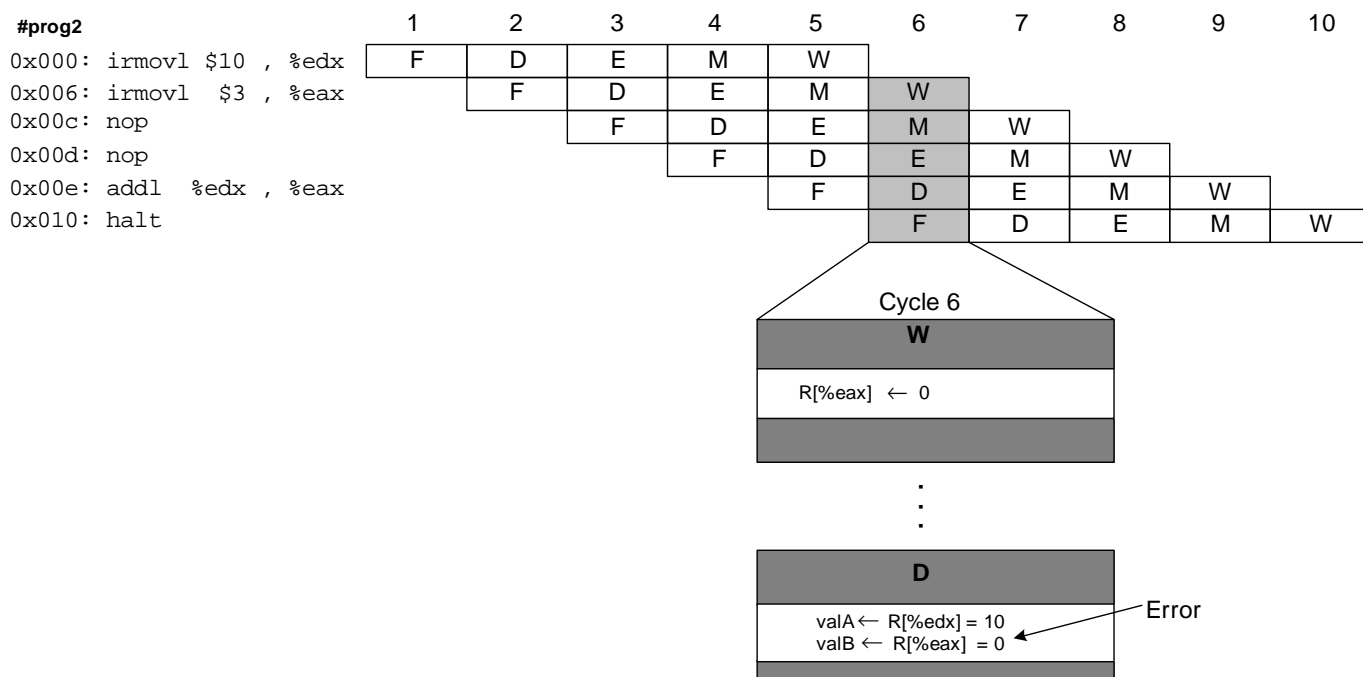 #prog2 1 2 3 4 5 6 7 8 9 10
0x000: irmovl $10 , %edx F D E M W
0x006: irmovl $3 , %eax F D E M W
0x00c: nop F D E M W
0x00d: nop F D E M W
0x00e: addl %edx , %eax F D E M W
0x010: halt F D E M W
Cycle 6
W
R[%eax] ← 0
.
.
.
D
valA ← R[%edx] = 10
valB ← R[%eax] = 0
Error